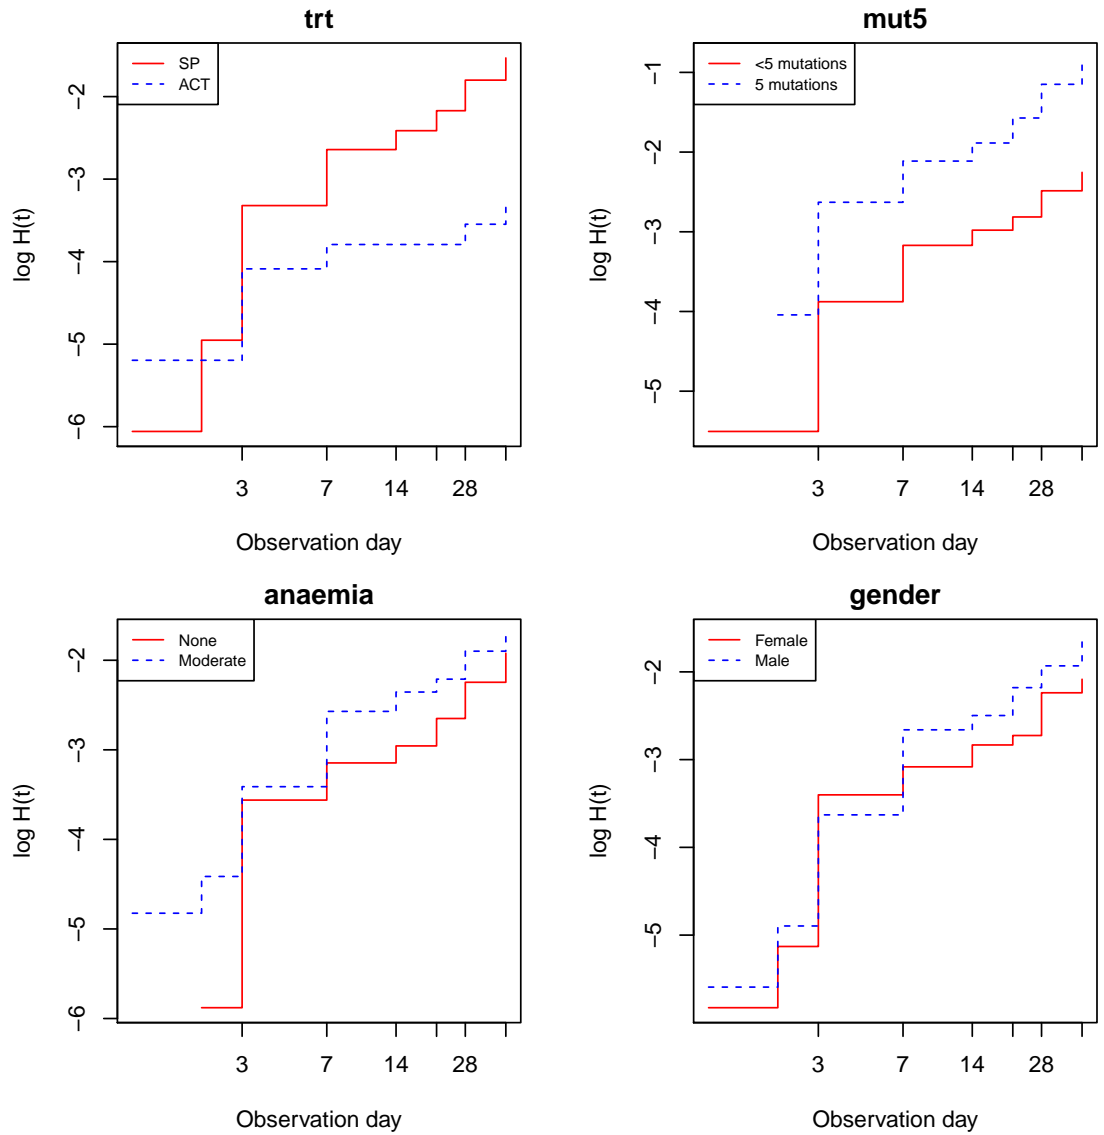 trt
SP
ACT
log H(t)
−2
−3
−4
−5
−6
3 7 14 28
Observation day
mut5
<5 mutations
5 mutations
log H(t)
−1
−2
−3
−4
−5
3 7 14 28
Observation day
anaemia
None
Moderate
log H(t)
−2
−3
−4
−5
−6
3 7 14 28
Observation day
gender
Female
Male
log H(t)
−2
−3
−4
−5
3 7 14 28
Observation day